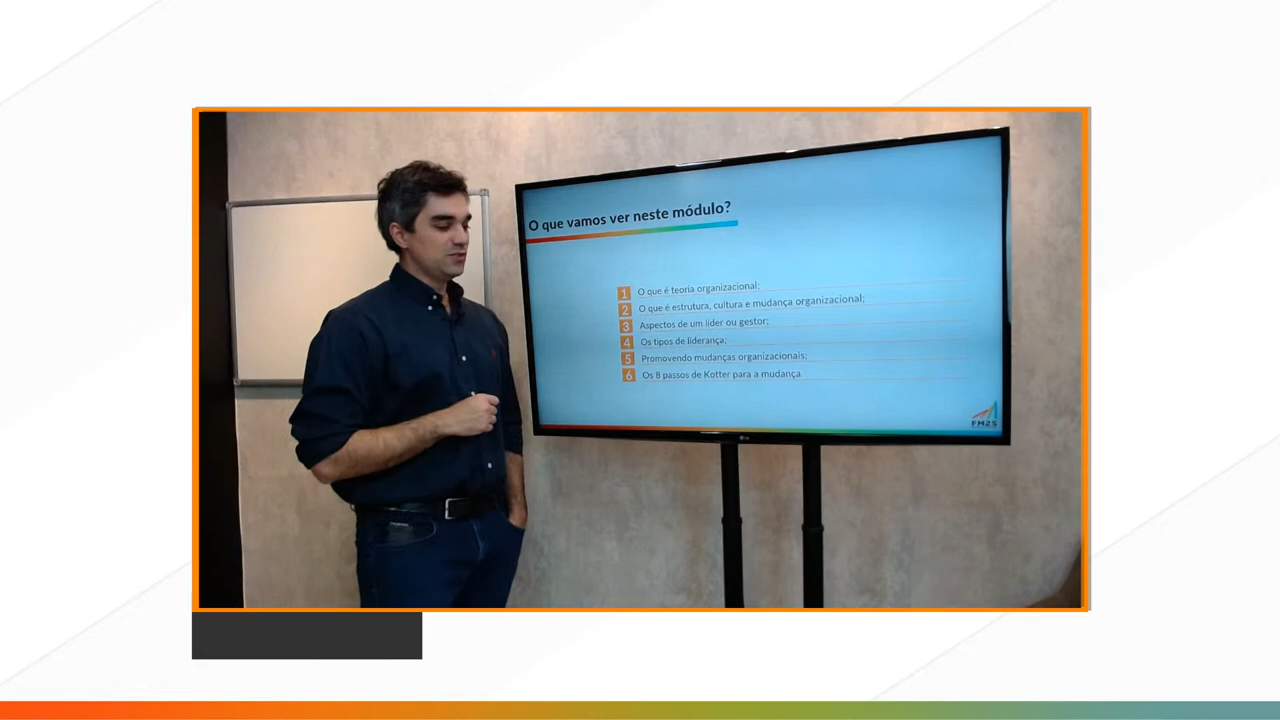 O que vamos ver neste módulo?
1 O que é teoria organizacional;
2 O que é estrutura, cultura e mudança organizacional;
3 Aspectos de um líder ou gestor;
4 Os tipos de liderança;
5 Promovendo mudanças organizacionais;
6 Os 8 passos de Kotter para a mudança
FM2S
LG